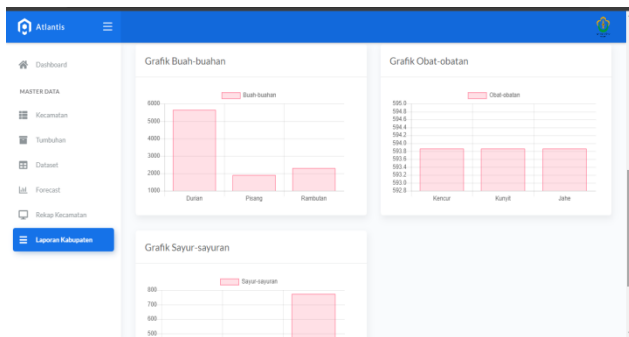 Atlantis
Dashboard
MASTER DATA
Kecamatan
Tumbuhan
Dataset
Forecast
Rekap Kecamatan
Laporan Kabupaten
Grafik Buah-buahan
Buah-buahan
6000
5000
4000
3000
2000
1000
Durian Pisang Rambutan
Grafik Obat-obatan
Obat-obatan
595.0
594.8
594.6
594.4
594.2
594.0
593.8
593.6
593.4
593.2
593.0
592.8
Kencur Kunyit Jahe
Grafik Sayur-sayuran
Sayur-sayuran
800
700
600
500